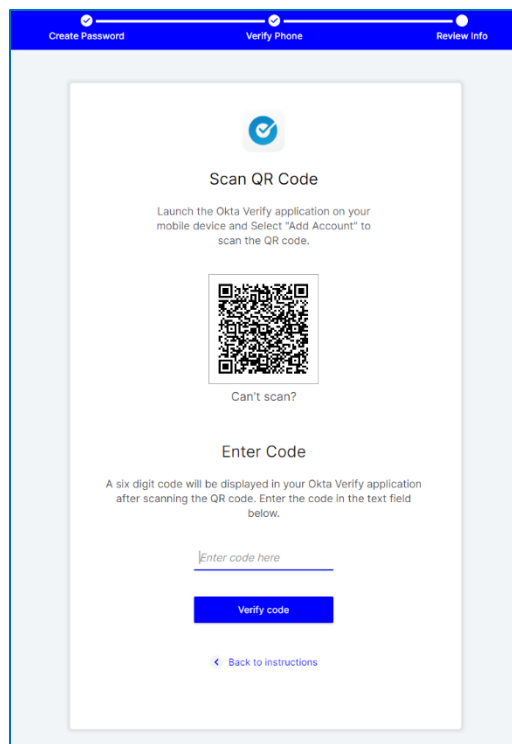 Create Password
Verify Phone
Review Info
Scan QR Code
Launch the Okta Verify application on your
mobile device and Select "Add Account" to
scan the QR code.
Can't scan?
Enter Code
A six digit code will be displayed in your Okta Verify application
after scanning the QR code. Enter the code in the text field
below.
Enter code here
Verify code
Back to instructions